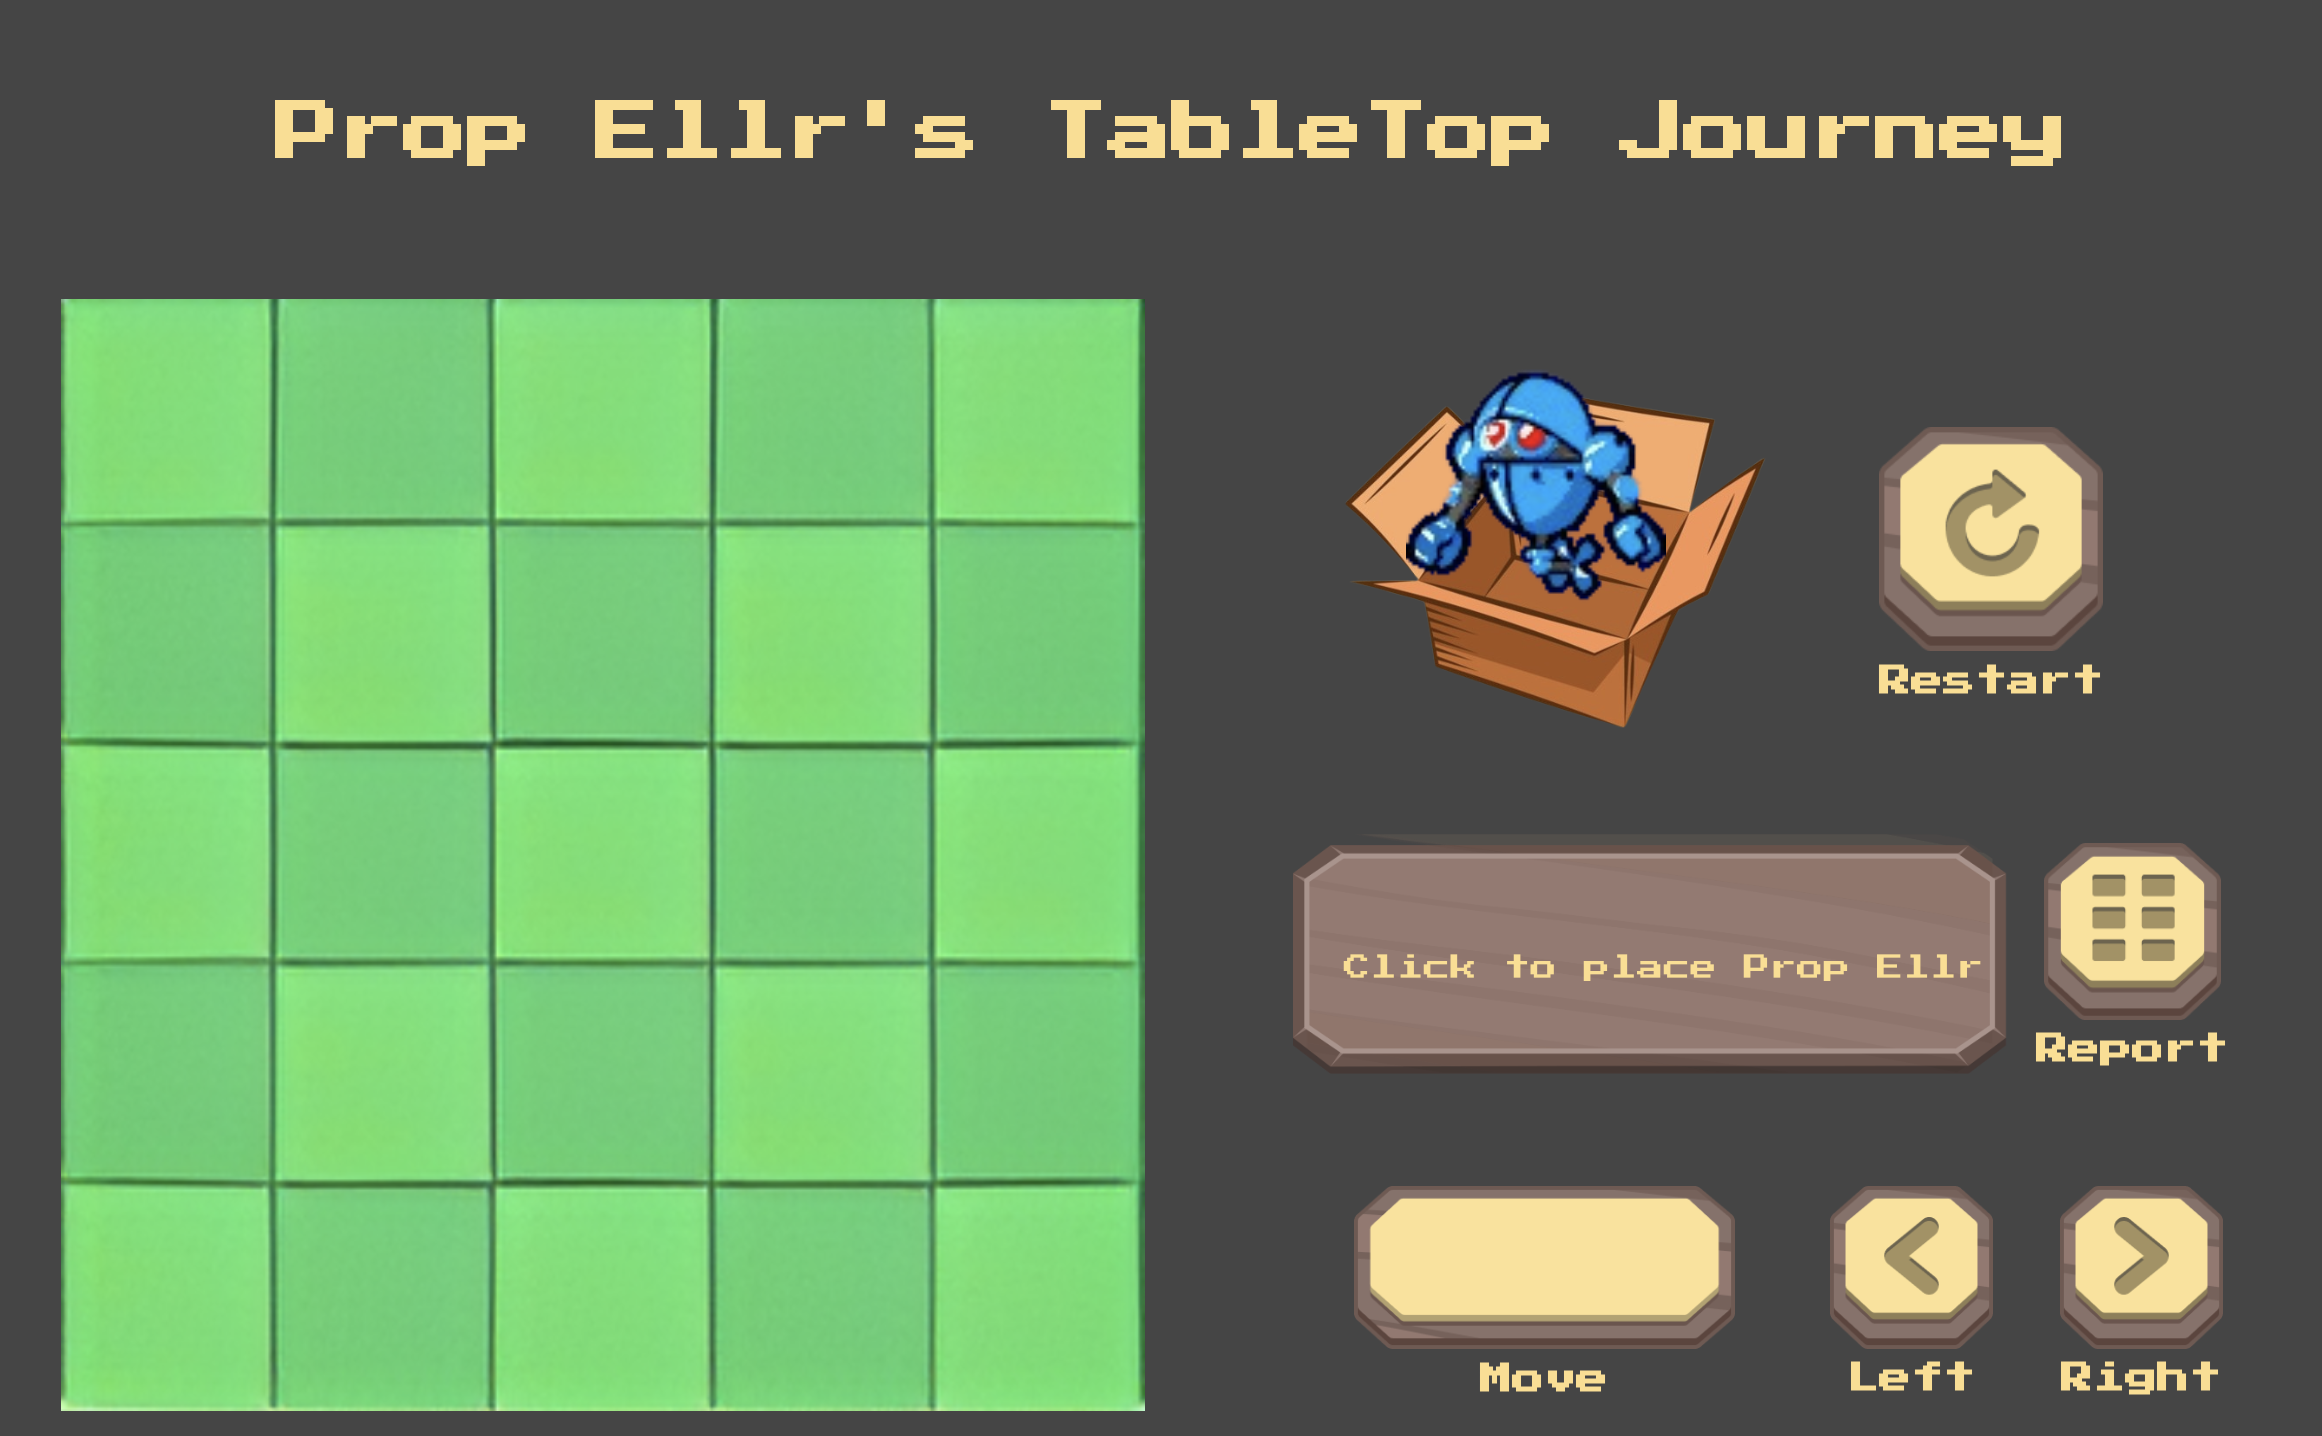 Prop Ellr's TableTop Journey
Restart
Click to place Prop Ellr
Report
Move
Left
Right